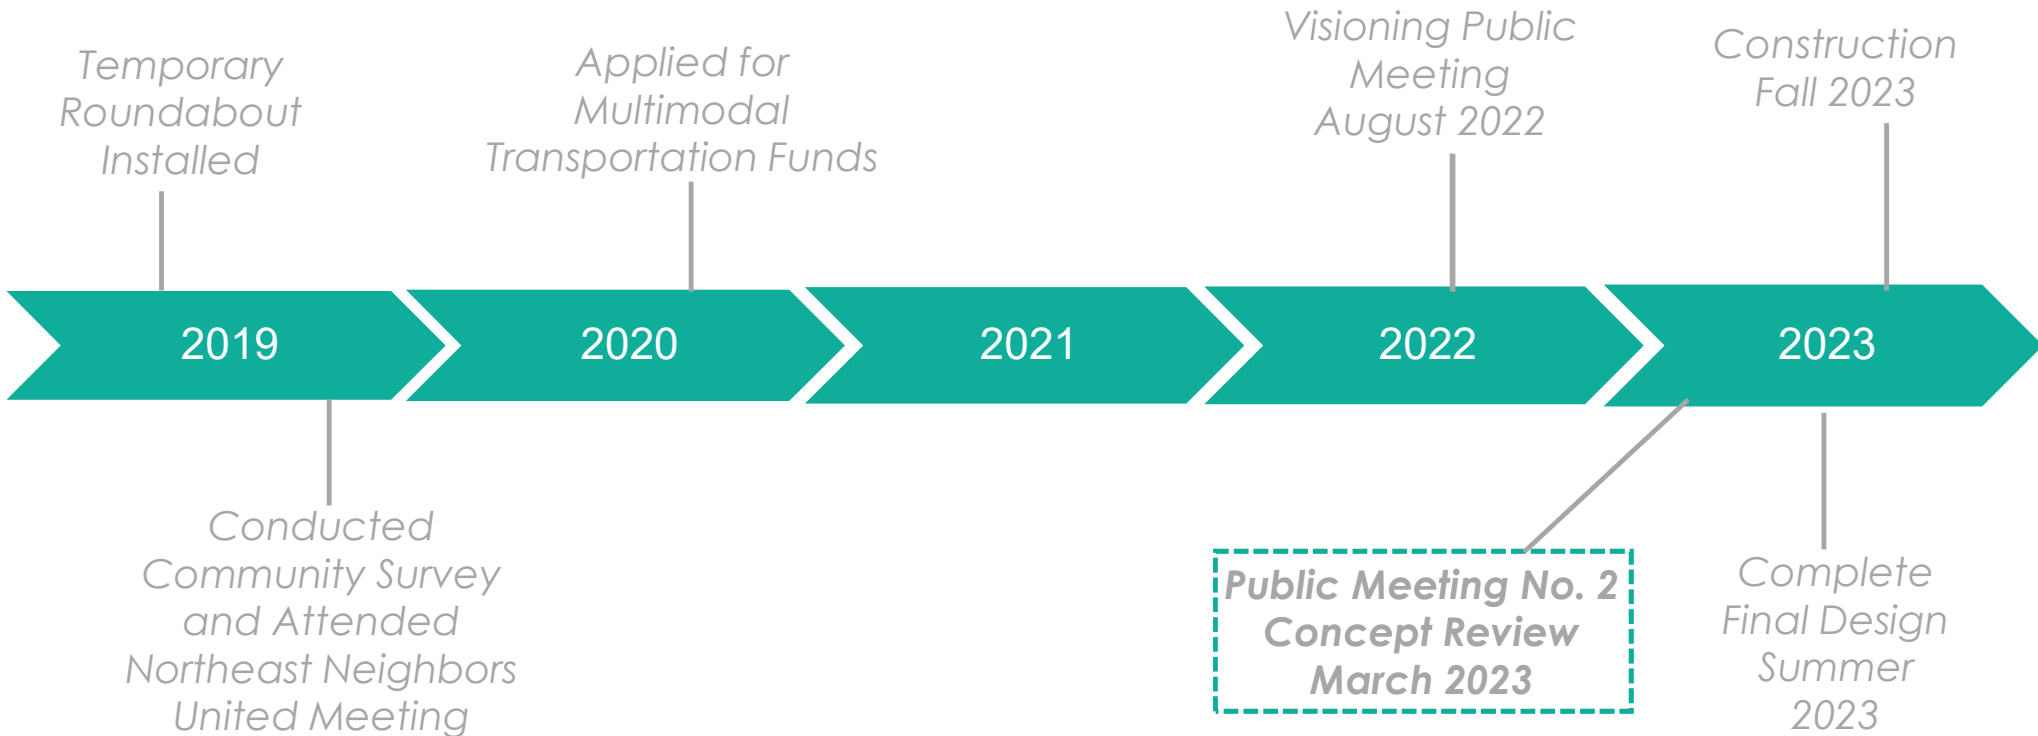 Temporary
Roundabout
Installed
Applied for
Multimodal
Transportation Funds
Visioning Public
Meeting
August 2022
Construction
Fall 2023
2019
2020
2021
2022
2023
Conducted
Community Survey
and Attended
Northeast Neighbors
United Meeting
Public Meeting No. 2
Concept Review
March 2023
Complete
Final Design
Summer
2023